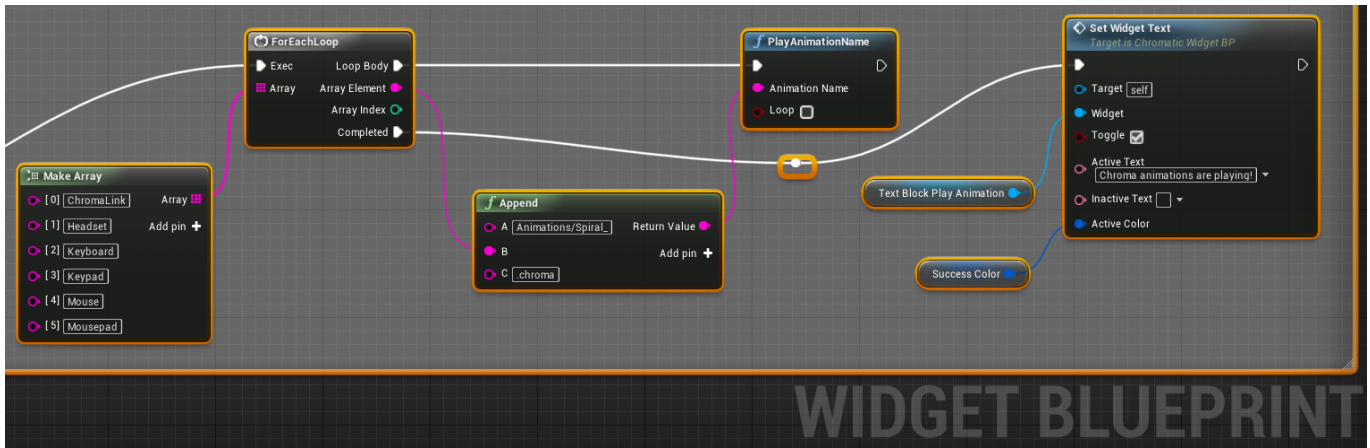 ForEachLoop
Exec Loop Body
Array Array Element
Array Index
Completed
PlayAnimationName
Animation Name
Loop
Set Widget Text
Target is Chromatic Widget BP
Target self
Widget
Toggle
Active Text
Chroma animations are playing!
Inactive Text
Active Color
Make Array
[0] ChromaLink Array
[1] Headset Add pin +
[2] Keyboard
[3] Keypad
[4] Mouse
[5] Mousepad
Append
A Animations/Spiral_ Return Value
B Add pin +
C .chroma
Text Block Play Animation
Success Color
WIDGET BLUEPRINT